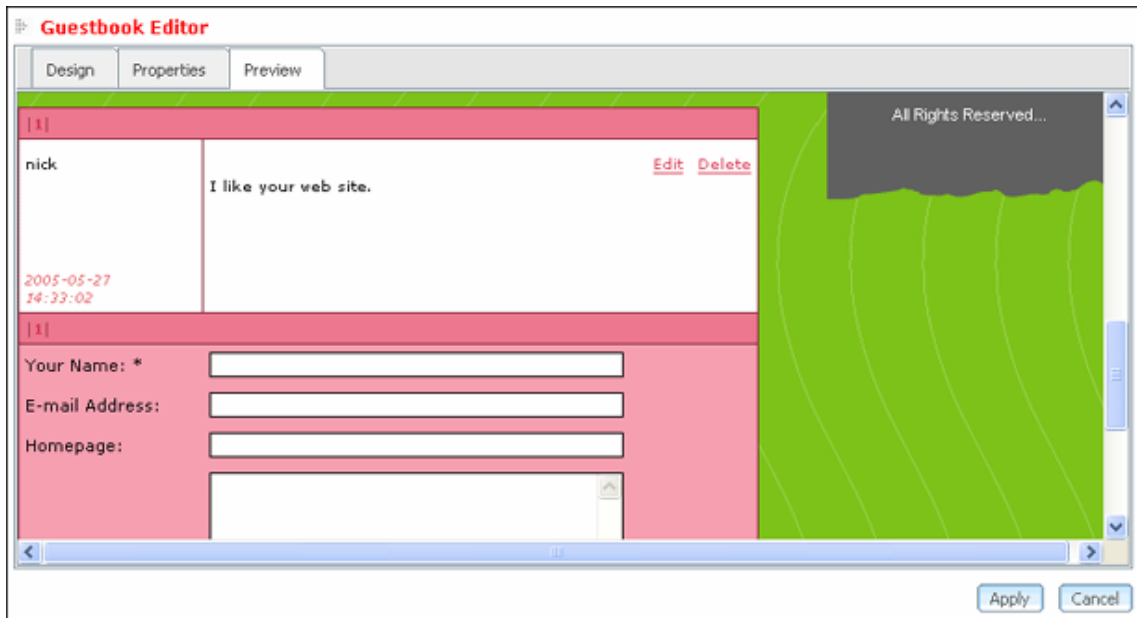 Guestbook Editor
Design Properties Preview
All Rights Reserved...
|1|
nick
Edit Delete
I like your web site.
2005-05-27
14:33:02
|1|
Your Name: *
E-mail Address:
Homepage:
Apply Cancel